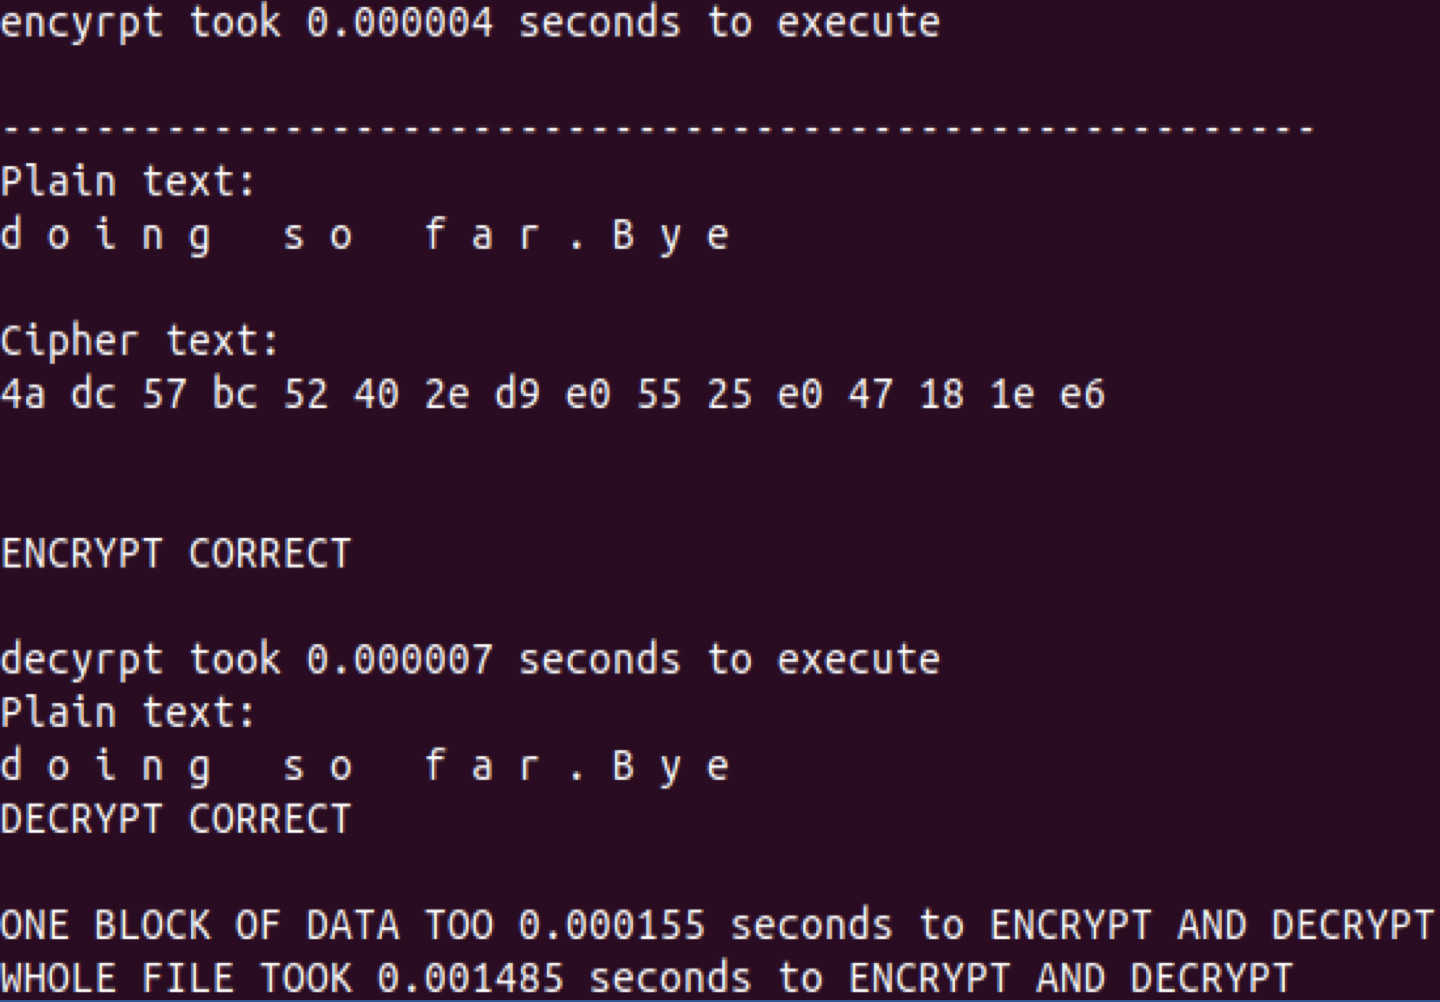 encyrpt took 0.000004 seconds to execute
--------------------------------------------------------
Plain text:
d o i n g   s o   f a r . B y e
Cipher text:
4a dc 57 bc 52 40 2e d9 e0 55 25 e0 47 18 1e e6
ENCRYPT CORRECT
decyrpt took 0.000007 seconds to execute
Plain text:
d o i n g   s o   f a r . B y e
DECRYPT CORRECT
ONE BLOCK OF DATA TOO 0.000155 seconds to ENCRYPT AND DECRYPT
WHOLE FILE TOOK 0.001485 seconds to ENCRYPT AND DECRYPT